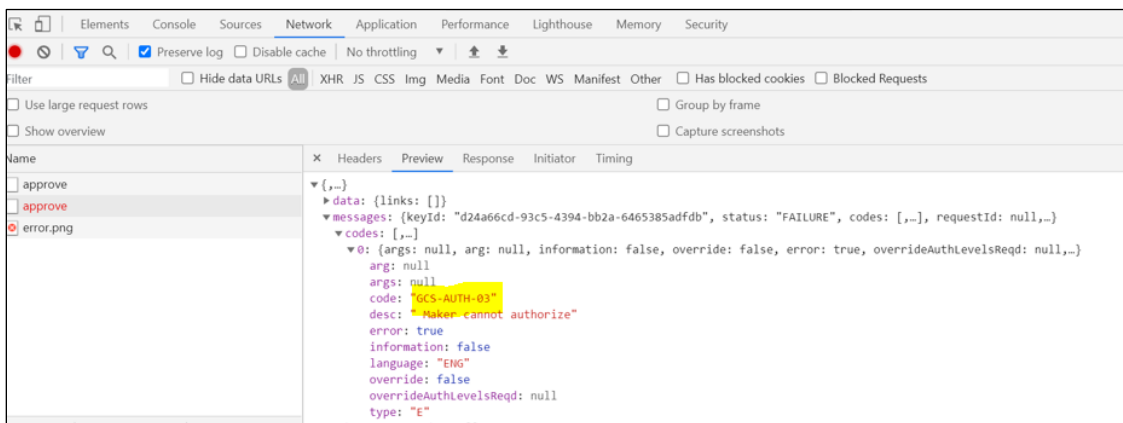 Elements Console Sources Network Application Performance Lighthouse Memory Security
Preserve log Disable cache No throttling
Filter Hide data URLs All XHR JS CSS Img Media Font Doc WS Manifest Other Has blocked cookies Blocked Requests
Use large request rows Group by frame
Show overview Capture screenshots
Name × Headers Preview Response Initiator Timing
approve
approve
error.png
▼{,…}
▶data: {links: []}
▼messages: {keyId: "d24a66cd-93c5-4394-bb2a-6465385adfdb", status: "FAILURE", codes: [,…], requestId: null,…}
▼codes: [,…]
▼0: {args: null, arg: null, information: false, override: false, error: true, overrideAuthLevelsReqd: null,…}
arg: null
args: null
code: "GCS-AUTH-03"
desc: " Maker cannot authorize"
error: true
information: false
language: "ENG"
override: false
overrideAuthLevelsReqd: null
type: "E"